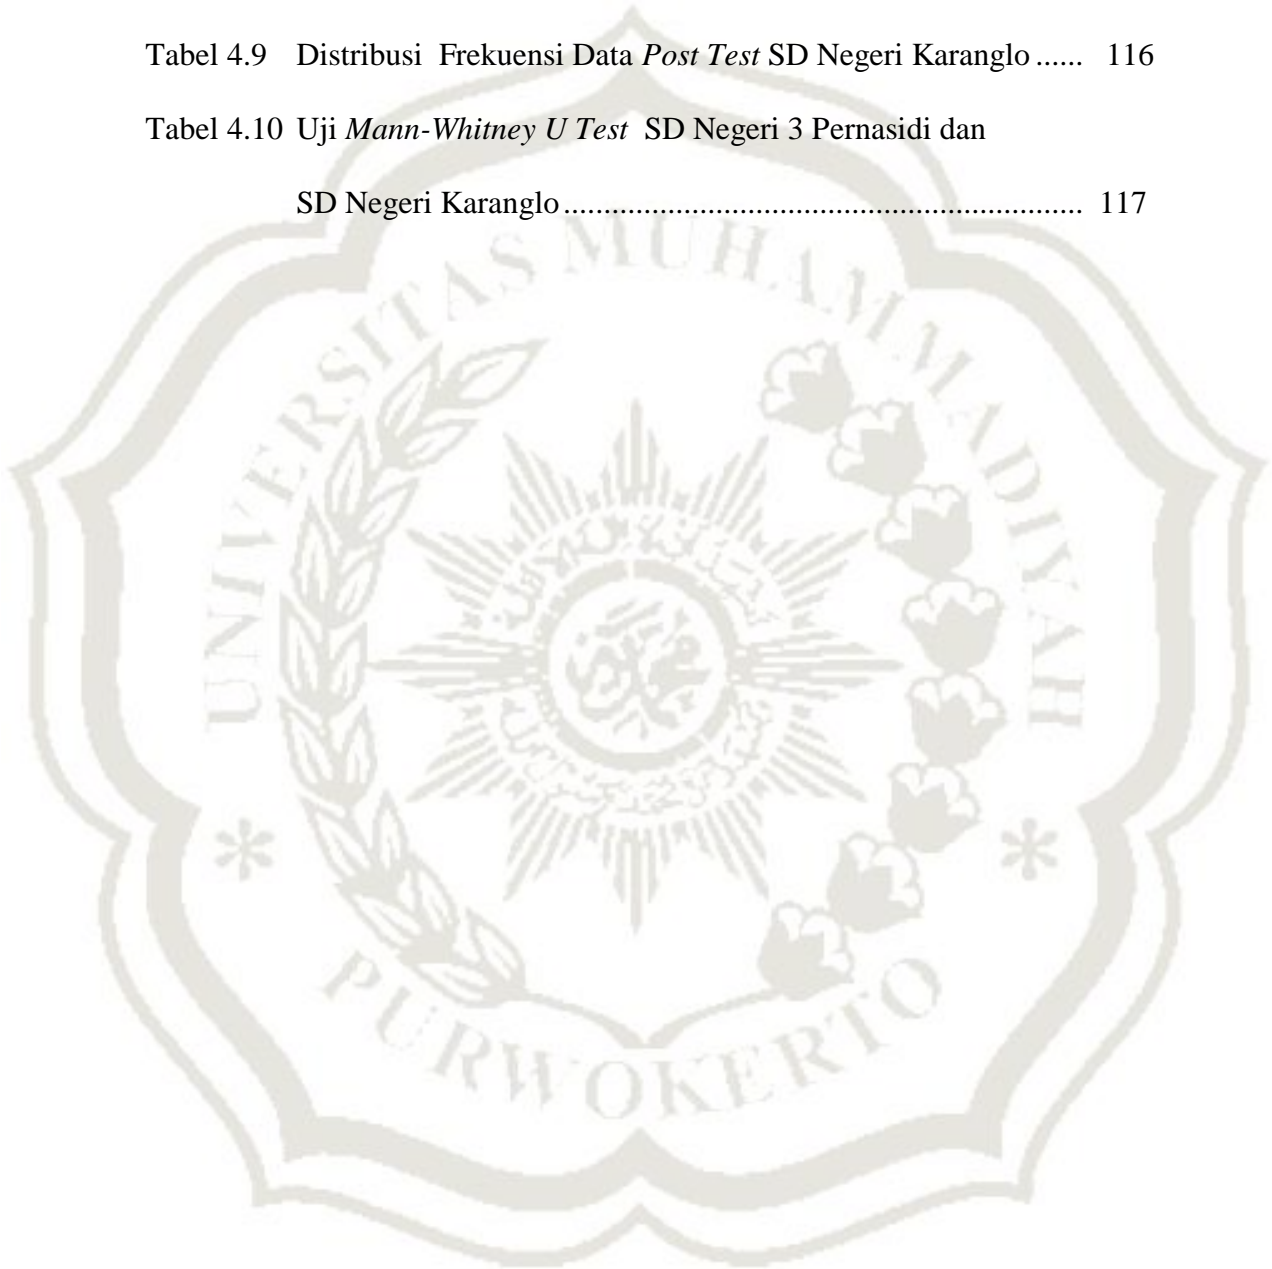 Tabel 4.9 Distribusi Frekuensi Data Post Test SD Negeri Karanglo ...... 116
Tabel 4.10 Uji Mann-Whitney U Test SD Negeri 3 Pernasidi dan
SD Negeri Karanglo ................................................................. 117
UNIVERSITAS MUHAMMADIYAH
PURWOKERTO